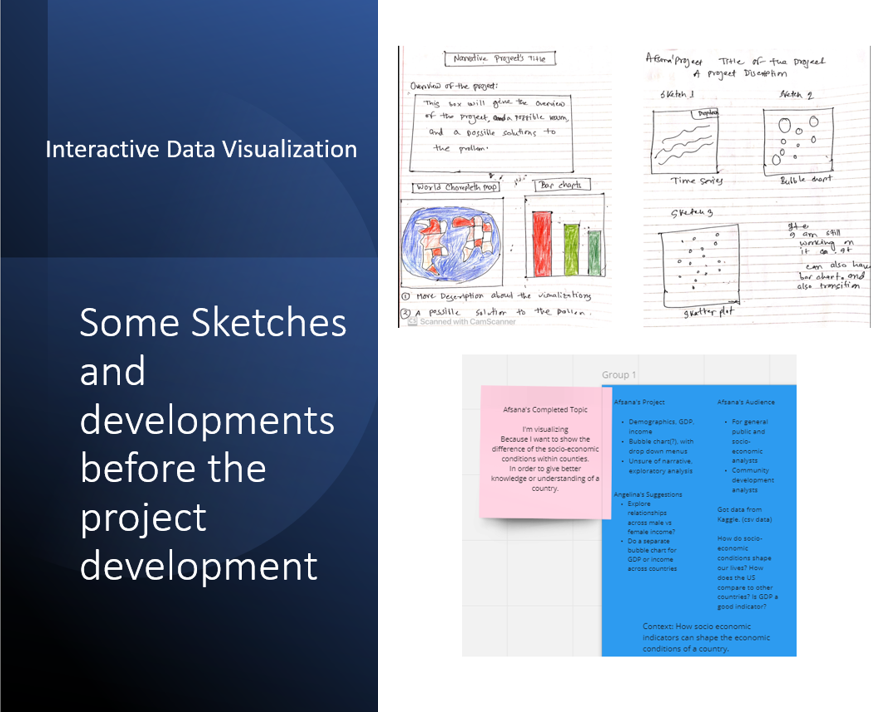 Interactive Data Visualization
Some Sketches
and
developments
before the
project
development
Narrative Project's Title
Overview of the project:
This box will give the overview
of the project, and a possible reason,
and a possille solutions to
the problem.
World Choropleth map
Bar charts
① More Description about the visualizations
② A possille solution to the problem.
Scanned with CamScanner
Afsna'Project Title of the project
A project Discription
Sketch 1
Sketch 2
Dropdown
Time Series
Bubble chart
Sketch 3
I am still
working on
it
can also have
bar chart, and
also transition
Skatter plot
Group 1
Afsana's Completed Topic
I'm visualizing
Because I want to show the
difference of the socio-economic
conditions within counties.
In order to give better
knowledge or understanding of a
country.
Afsana's Project
• Demographics, GDP,
income
• Bubble chart(?), with
drop down menus
• Unsure of narrative,
exploratory analysis
Angelina's Suggestions
• Explore
relationships
across male vs
female income?
• Do a separate
bubble chart for
GDP or income
across countries
Afsana's Audience
• For general
public and
socio-
economic
analysts
• Community
development
analysts
Got data from
Kaggle. (csv data)
How do socio-
economic
conditions shape
our lives? How
does the US
compare to other
countries? Is GDP a
good indicator?
Context: How socio economic
indicators can shape the economic
conditions of a country.